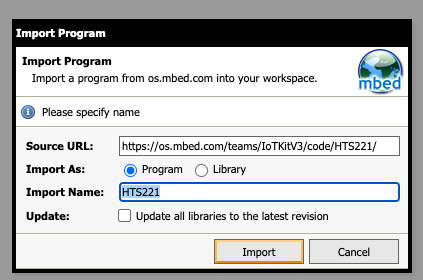 Import Program
Import Program
Import a program from os.mbed.com into your workspace.
mbed
Please specify name
Source URL: https://os.mbed.com/teams/IoTKitV3/code/HTS221/
Import As: Program Library
Import Name: HTS221
Update: Update all libraries to the latest revision
Import Cancel